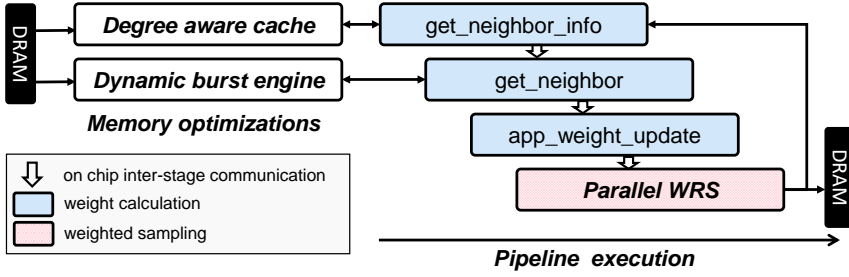 DRAM
Degree aware cache
get_neighbor_info
Dynamic burst engine
get_neighbor
Memory optimizations
app_weight_update
on chip inter-stage communication
weight calculation
weighted sampling
Parallel WRS
DRAM
Pipeline execution